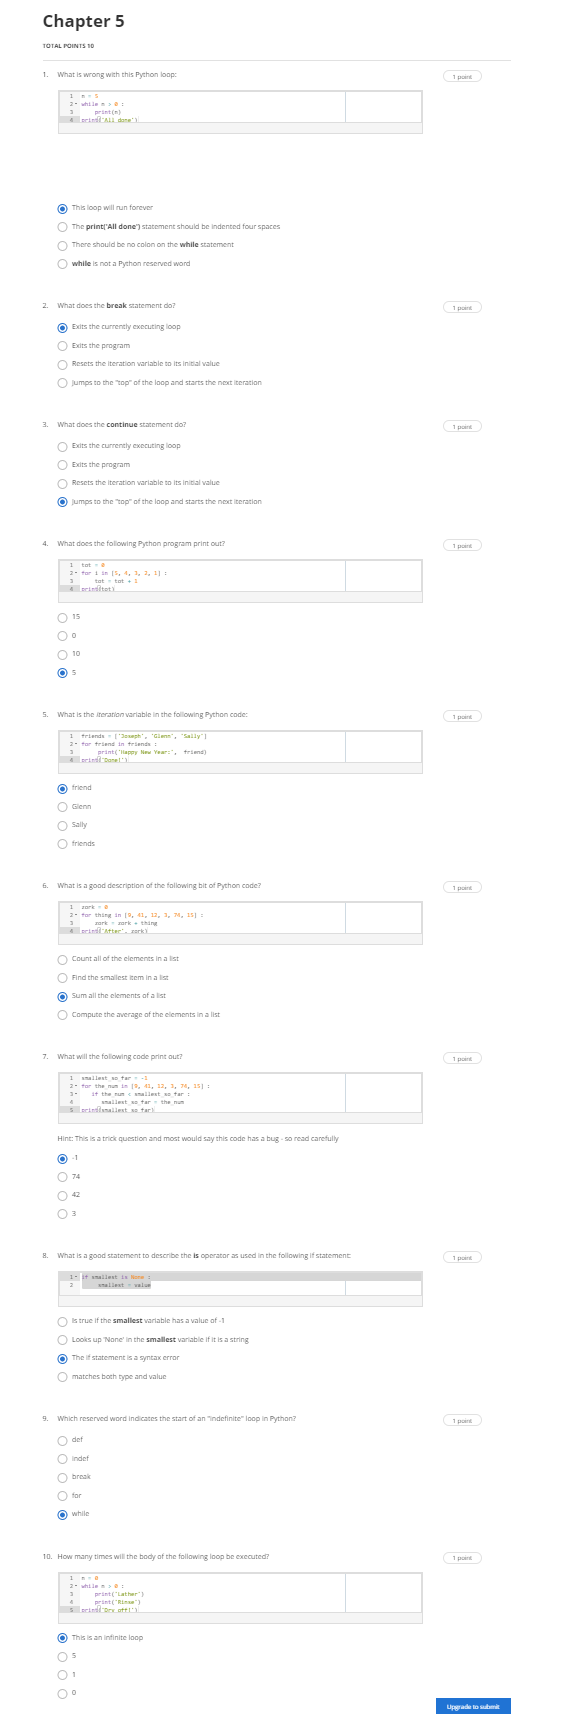 Chapter 5
TOTAL POINTS 10
1. What is wrong with this Python loop:
1 point
1 n = 5
2 while n > 0 :
3 print(n)
4 print('All done')
This loop will run forever
The print('All done') statement should be indented four spaces
There should be no colon on the while statement
while is not a Python reserved word
2. What does the break statement do?
1 point
Exits the currently executing loop
Exits the program
Resets the iteration variable to its initial value
Jumps to the "top" of the loop and starts the next iteration
3. What does the continue statement do?
1 point
Exits the currently executing loop
Exits the program
Resets the iteration variable to its initial value
Jumps to the "top" of the loop and starts the next iteration
4. What does the following Python program print out?
1 point
1 tot = 0
2 for i in [5, 4, 3, 2, 1] :
3 tot = tot + 1
4 print(tot)
15
0
10
5
5. What is the iteration variable in the following Python code:
1 point
1 friends = ['Joseph', 'Glenn', 'Sally']
2 for friend in friends :
3 print('Happy New Year:', friend)
4 print('Done!')
friend
Glenn
Sally
friends
6. What is a good description of the following bit of Python code?
1 point
1 zork = 0
2 for thing in [9, 41, 12, 3, 74, 15] :
3 zork = zork + thing
4 print('After', zork)
Count all of the elements in a list
Find the smallest item in a list
Sum all the elements of a list
Compute the average of the elements in a list
7. What will the following code print out?
1 point
1 smallest_so_far = -1
2 for the_num in [9, 41, 12, 3, 74, 15] :
3 if the_num < smallest_so_far :
4 smallest_so_far = the_num
5 print(smallest_so_far)
Hint: This is a trick question and most would say this code has a bug - so read carefully
-1
74
42
3
8. What is a good statement to describe the is operator as used in the following if statement:
1 point
1 if smallest is None :
2 smallest = value
Is true if the smallest variable has a value of -1
Looks up 'None' in the smallest variable if it is a string
The if statement is a syntax error
matches both type and value
9. Which reserved word indicates the start of an "indefinite" loop in Python?
1 point
def
indef
break
for
while
10. How many times will the body of the following loop be executed?
1 point
1 n = 0
2 while n > 0 :
3 print('Lather')
4 print('Rinse')
5 print('Dry off!')
This is an infinite loop
5
1
0
Upgrade to submit